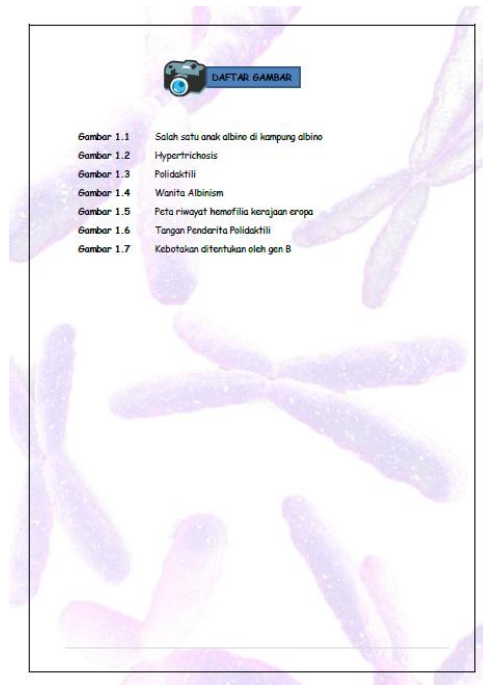 DAFTAR GAMBAR
Gambar 1.1 Salah satu anak albino di kampung albino
Gambar 1.2 Hypertrichosis
Gambar 1.3 Polidaktili
Gambar 1.4 Wanita Albinism
Gambar 1.5 Peta riwayat hemofilia kerajaan eropa
Gambar 1.6 Tangan Penderita Polidaktili
Gambar 1.7 Kebotakan ditentukan oleh gen B